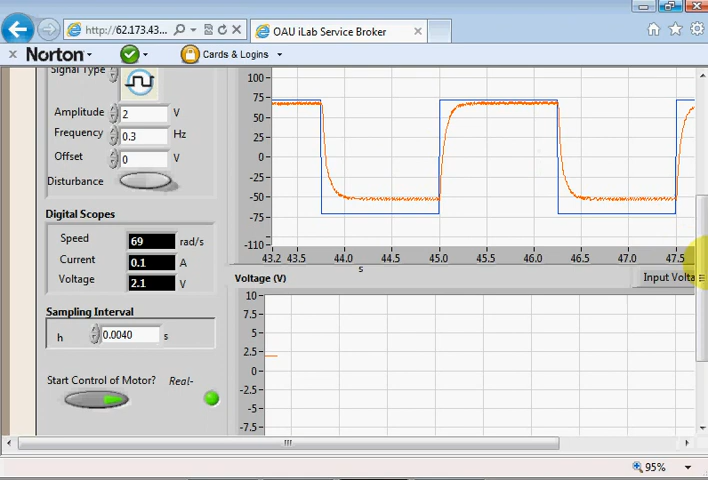 http://62.173.43...
OAU iLab Service Broker
x Norton
Cards & Logins
Signal Type
Amplitude 2 V
Frequency 0.3 Hz
Offset 0 V
Disturbance
Digital Scopes
Speed 69 rad/s
Current 0.1 A
Voltage 2.1 V
Sampling Interval
h 0.0040 s
Start Control of Motor? Real-
100
75
50
25
0
-25
-50
-75
-110
43.2 43.5 44.0 44.5 45.0 45.5 46.0 46.5 47.0 47.5
s
Voltage (V)
Input Volta
10
7.5
5
2.5
0
-2.5
-5
-7.5
95%